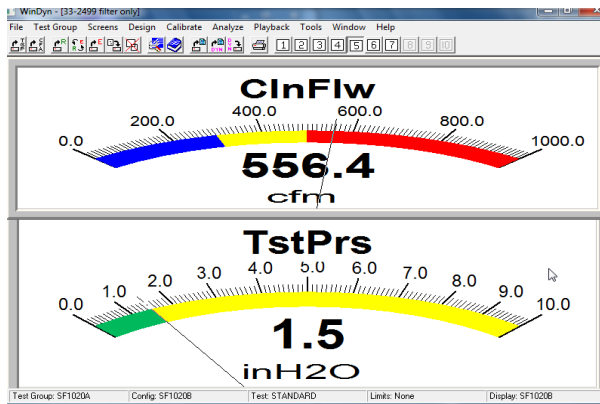 WinDyn - [33-2499 filter only]
File Test Group Screens Design Calibrate Analyze Playback Tools Window Help
1 2 3 4 5 6 7 8 9 10
ClnFlw
0.0 200.0 400.0 600.0 800.0 1000.0
556.4
cfm
TstPrs
0.0 1.0 2.0 3.0 4.0 5.0 6.0 7.0 8.0 9.0 10.0
1.5
inH2O
Test Group: SF1020A Config: SF1020B Test: STANDARD Limits: None Display: SF1020B